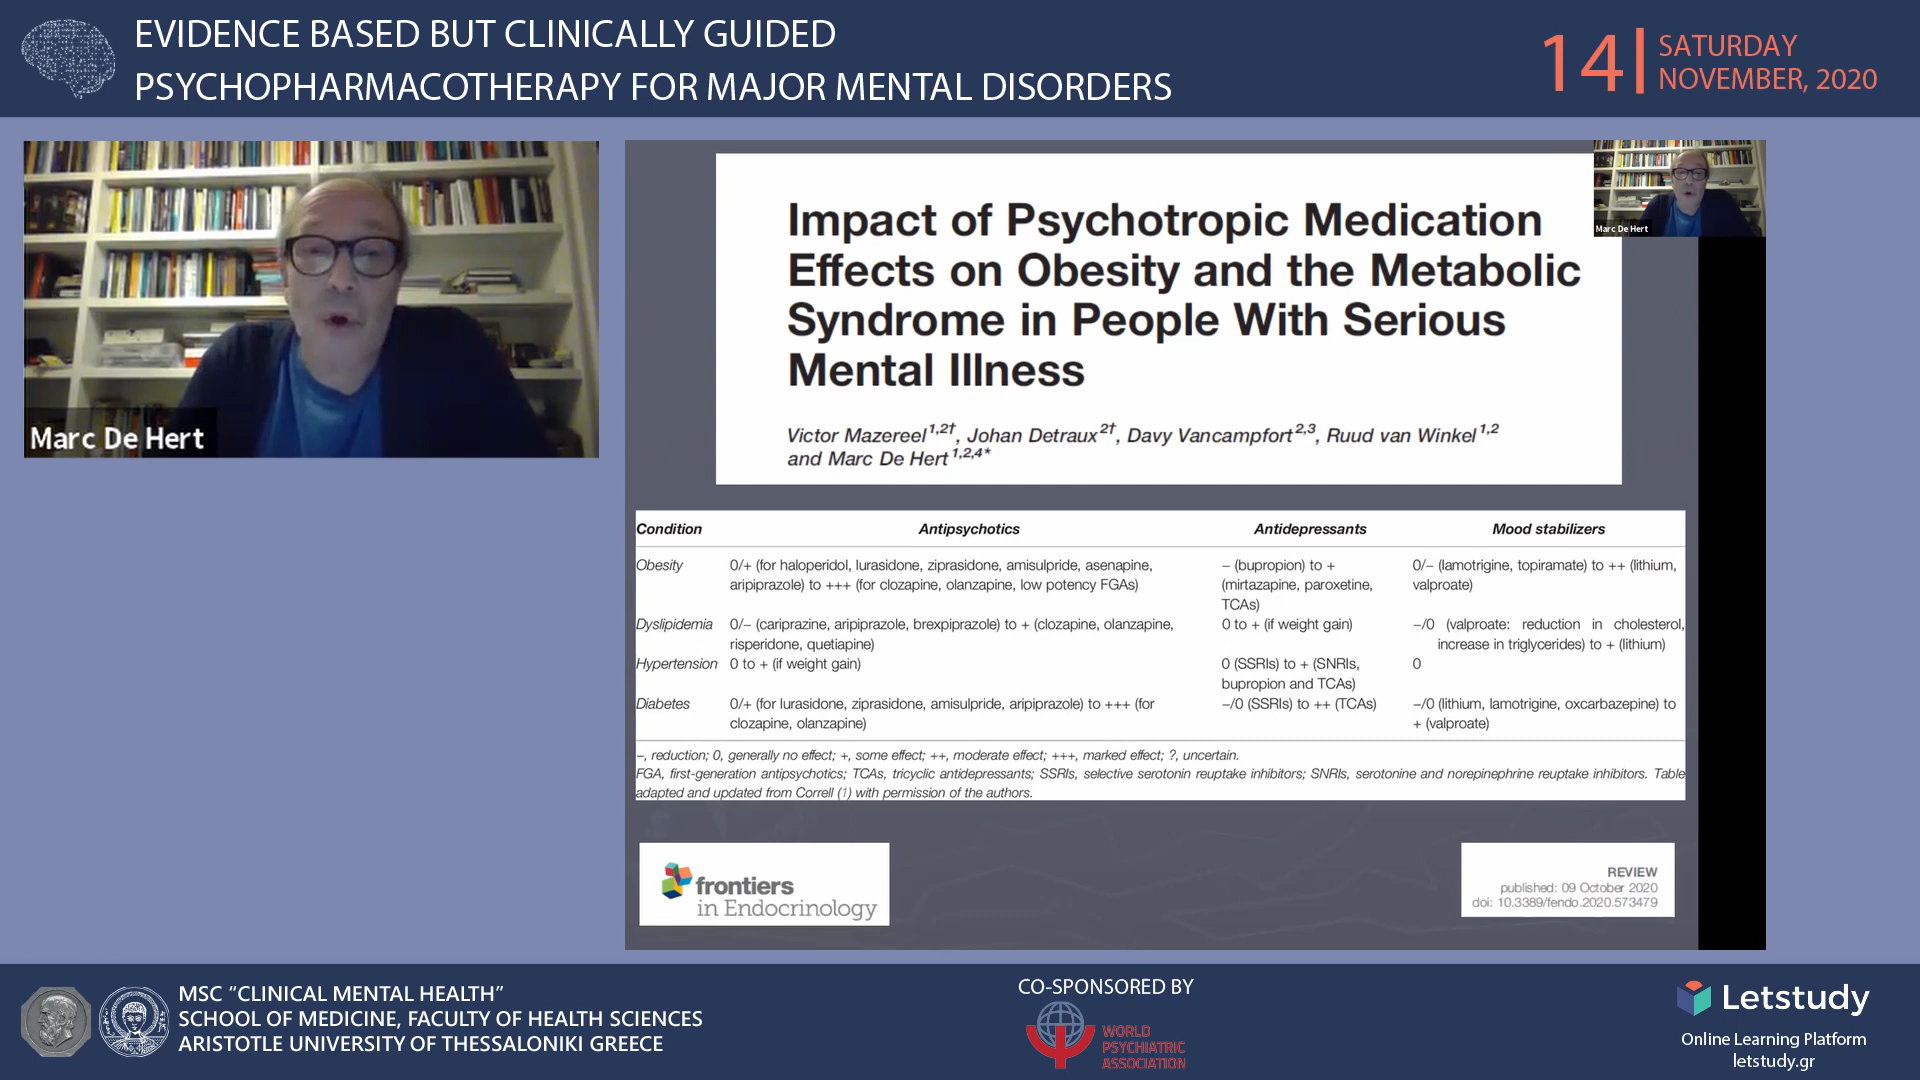 EVIDENCE BASED BUT CLINICALLY GUIDED
PSYCHOPHARMACOTHERAPY FOR MAJOR MENTAL DISORDERS
14
SATURDAY
NOVEMBER, 2020
Marc De Hert
Marc De Hert
Impact of Psychotropic Medication
Effects on Obesity and the Metabolic
Syndrome in People With Serious
Mental Illness
Victor Mazereel 1,2†, Johan Detraux 2†, Davy Vancampfort 2,3, Ruud van Winkel 1,2
and Marc De Hert 1,2,4*
Condition Antipsychotics Antidepressants Mood stabilizers
Obesity 0/+ (for haloperidol, lurasidone, ziprasidone, amisulpride, asenapine, – (bupropion) to + 0/– (lamotrigine, topiramate) to ++ (lithium,
aripiprazole) to +++ (for clozapine, olanzapine, low potency FGAs) (mirtazapine, paroxetine, valproate)
TCAs)
Dyslipidemia 0/– (cariprazine, aripiprazole, brexpiprazole) to + (clozapine, olanzapine, 0 to + (if weight gain) –/0 (valproate: reduction in cholesterol,
risperidone, quetiapine) increase in triglycerides) to + (lithium)
Hypertension 0 to + (if weight gain) 0 (SSRIs) to + (SNRIs, 0
bupropion and TCAs)
Diabetes 0/+ (for lurasidone, ziprasidone, amisulpride, aripiprazole) to +++ (for –/0 (SSRIs) to ++ (TCAs) –/0 (lithium, lamotrigine, oxcarbazepine) to
clozapine, olanzapine) + (valproate)
–, reduction; 0, generally no effect; +, some effect; ++, moderate effect; +++, marked effect; ?, uncertain.
FGA, first-generation antipsychotics; TCAs, tricyclic antidepressants; SSRIs, selective serotonin reuptake inhibitors; SNRIs, serotonine and norepinephrine reuptake inhibitors. Table
adapted and updated from Correll (1) with permission of the authors.
frontiers
in Endocrinology
REVIEW
published: 09 October 2020
doi: 10.3389/fendo.2020.573479
MSC “CLINICAL MENTAL HEALTH”
SCHOOL OF MEDICINE, FACULTY OF HEALTH SCIENCES
ARISTOTLE UNIVERSITY OF THESSALONIKI GREECE
CO-SPONSORED BY
WORLD
PSYCHIATRIC
ASSOCIATION
Letstudy
Online Learning Platform
letstudy.gr